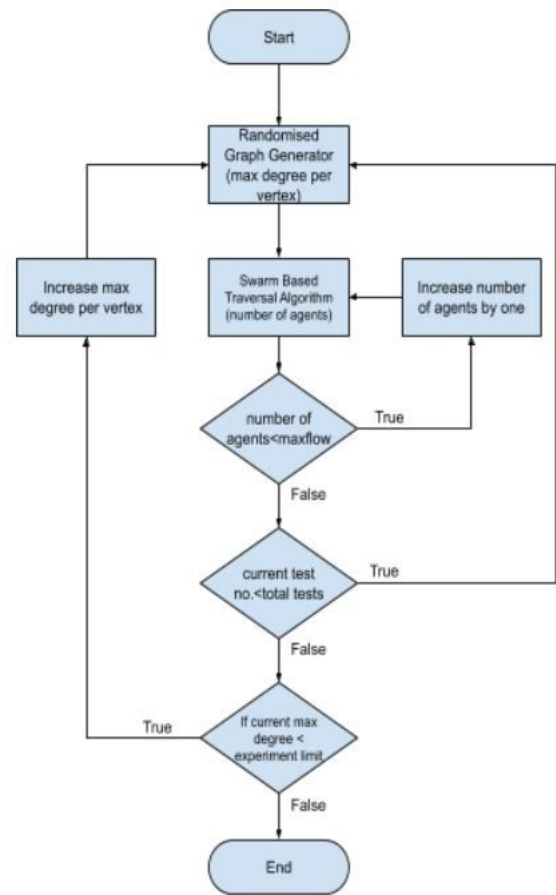 Start
Randomised
Graph Generator
(max degree per
vertex)
Increase max
degree per vertex
Swarm Based
Traversal Algorithm
(number of agents)
Increase number
of agents by one
number of
agents<maxflow
True
False
current test
no.<total tests
True
False
If current max
degree <
experiment limit
True
False
End